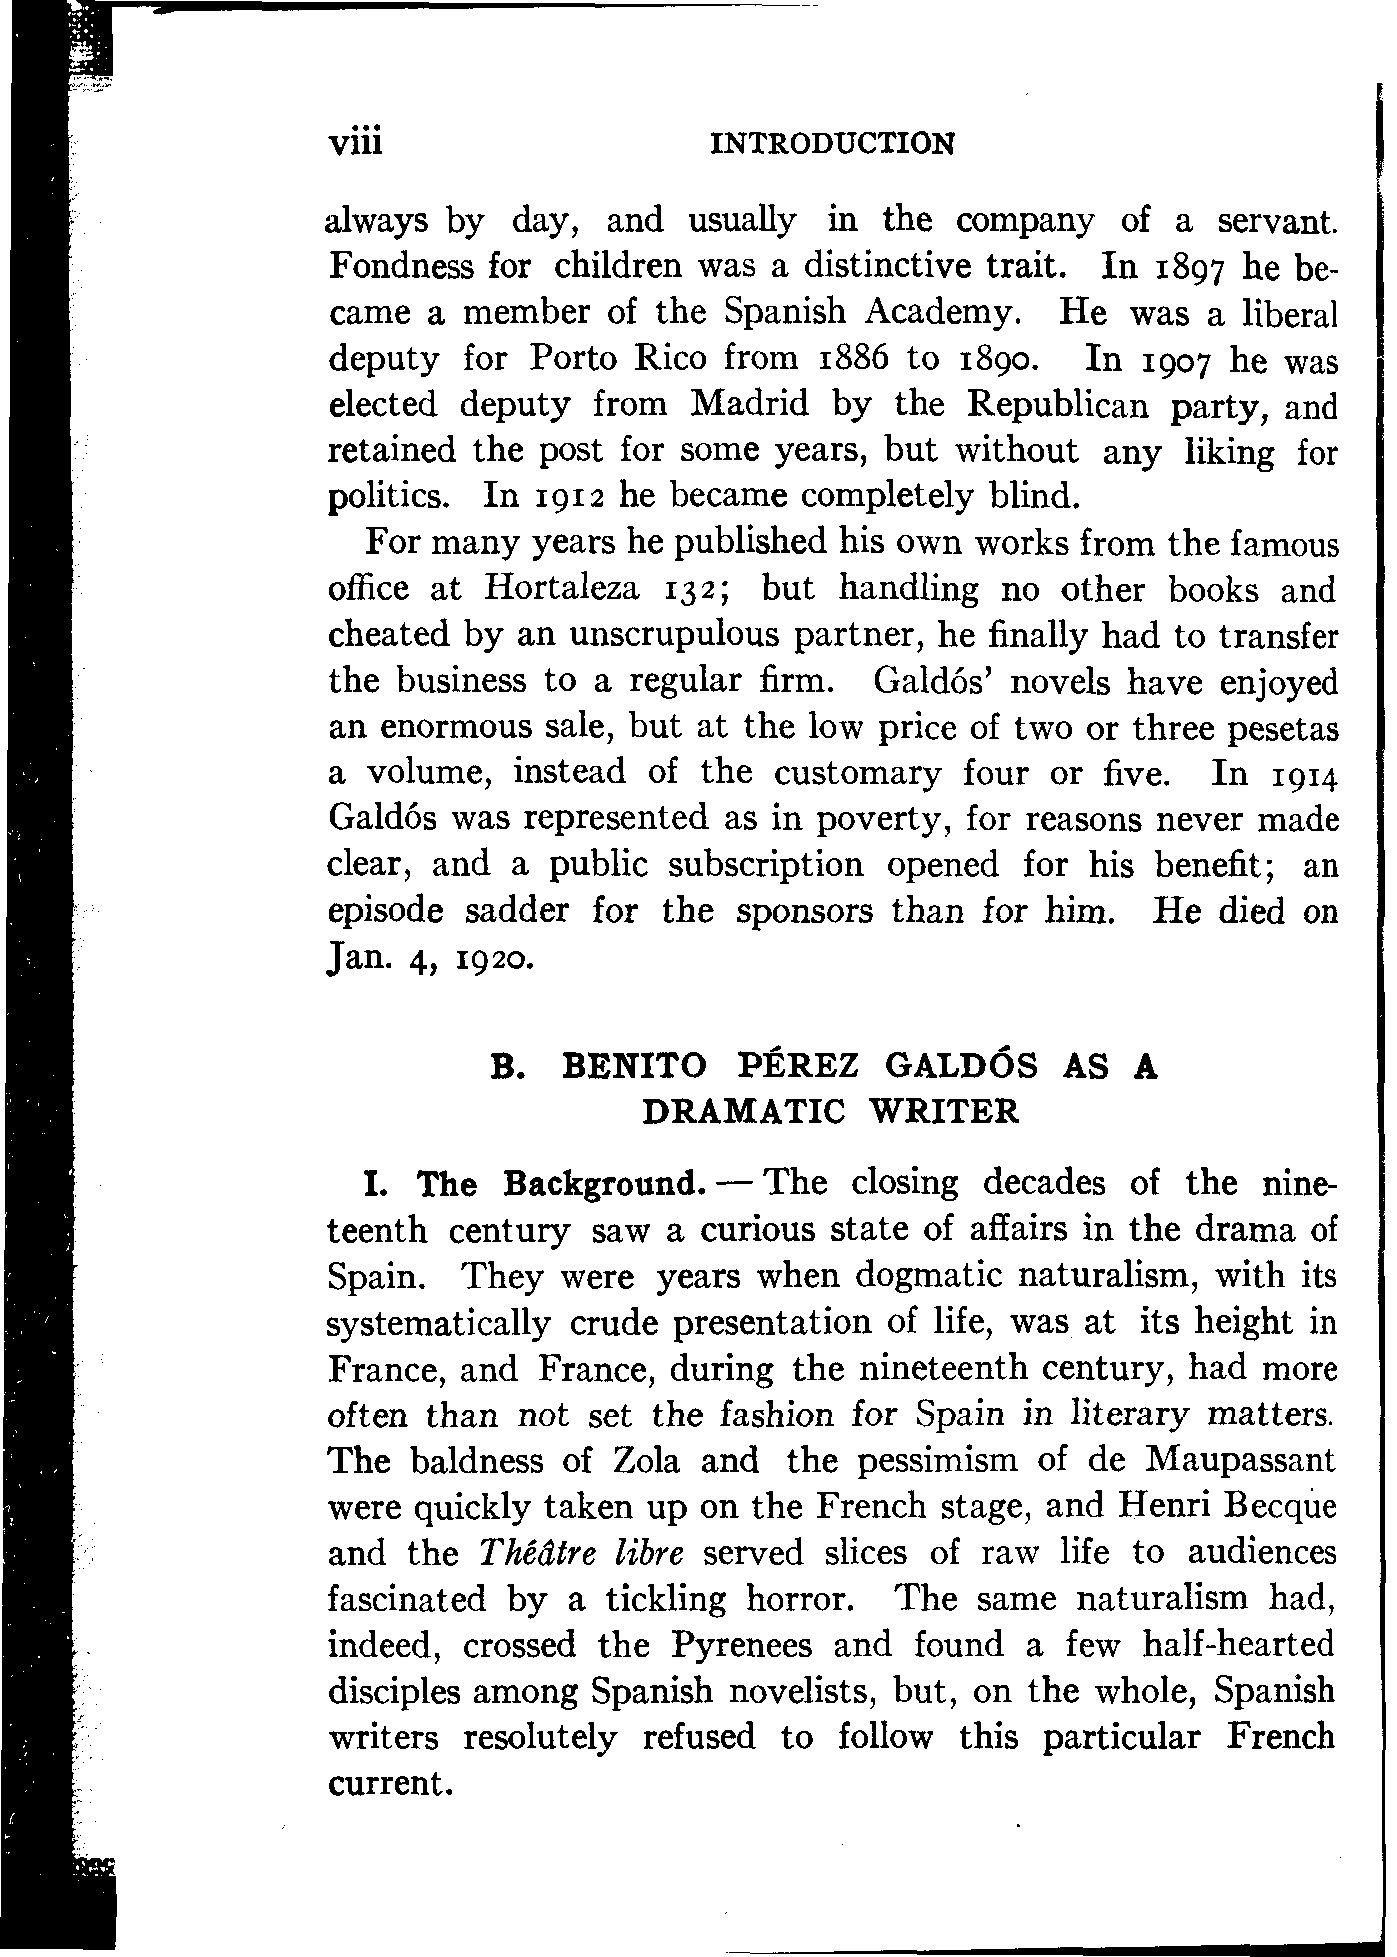 viii INTRODUCTION
always by day, and usually in the company of a servant.
Fondness for children was a distinctive trait. In 1897 he be-
came a member of the Spanish Academy. He was a liberal
deputy for Porto Rico from 1886 to 1890. In 1907 he was
elected deputy from Madrid by the Republican party, and
retained the post for some years, but without any liking for
politics. In 1912 he became completely blind.
For many years he published his own works from the famous
office at Hortaleza 132; but handling no other books and
cheated by an unscrupulous partner, he finally had to transfer
the business to a regular firm. Galdós' novels have enjoyed
an enormous sale, but at the low price of two or three pesetas
a volume, instead of the customary four or five. In 1914
Galdós was represented as in poverty, for reasons never made
clear, and a public subscription opened for his benefit; an
episode sadder for the sponsors than for him. He died on
Jan. 4, 1920.
B. BENITO PÉREZ GALDÓS AS A
DRAMATIC WRITER
I. The Background. — The closing decades of the nine-
teenth century saw a curious state of affairs in the drama of
Spain. They were years when dogmatic naturalism, with its
systematically crude presentation of life, was at its height in
France, and France, during the nineteenth century, had more
often than not set the fashion for Spain in literary matters.
The baldness of Zola and the pessimism of de Maupassant
were quickly taken up on the French stage, and Henri Becque
and the Théâtre libre served slices of raw life to audiences
fascinated by a tickling horror. The same naturalism had,
indeed, crossed the Pyrenees and found a few half-hearted
disciples among Spanish novelists, but, on the whole, Spanish
writers resolutely refused to follow this particular French
current.